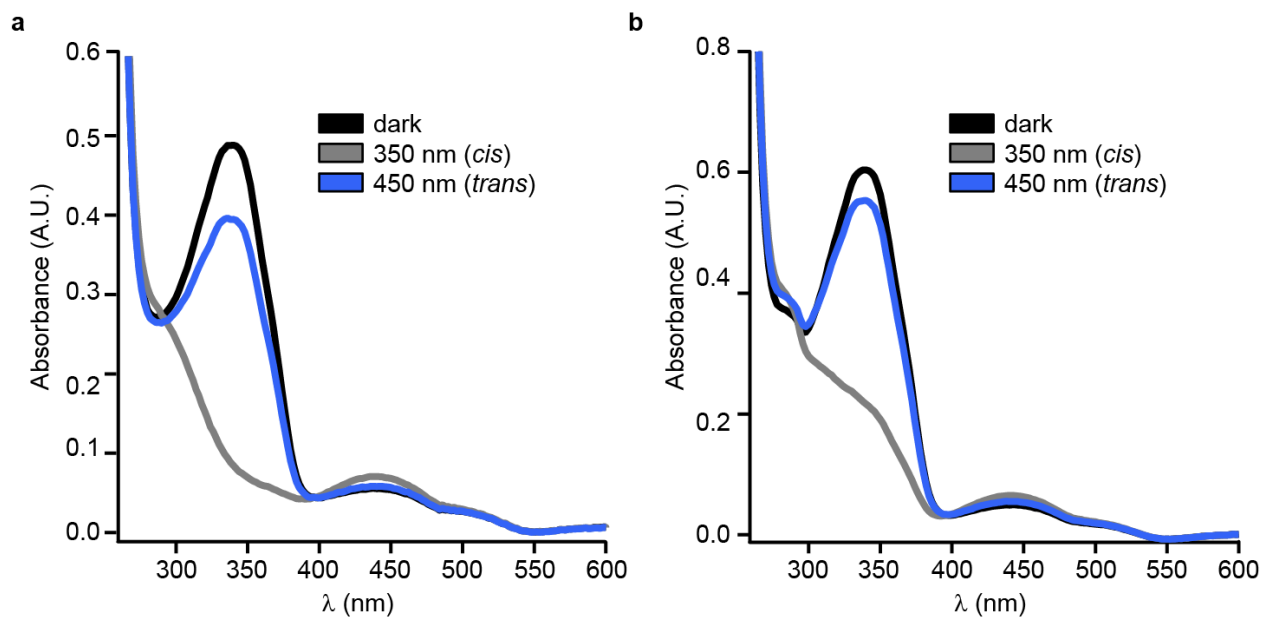 a
0.6
0.5
0.4
0.3
0.2
0.1
0.0
Absorbance (A.U.)
dark
350 nm (cis)
450 nm (trans)
300 350 400 450 500 550 600
λ (nm)
b
0.8
0.6
0.4
0.2
0.0
Absorbance (A.U.)
dark
350 nm (cis)
450 nm (trans)
300 350 400 450 500 550 600
λ (nm)